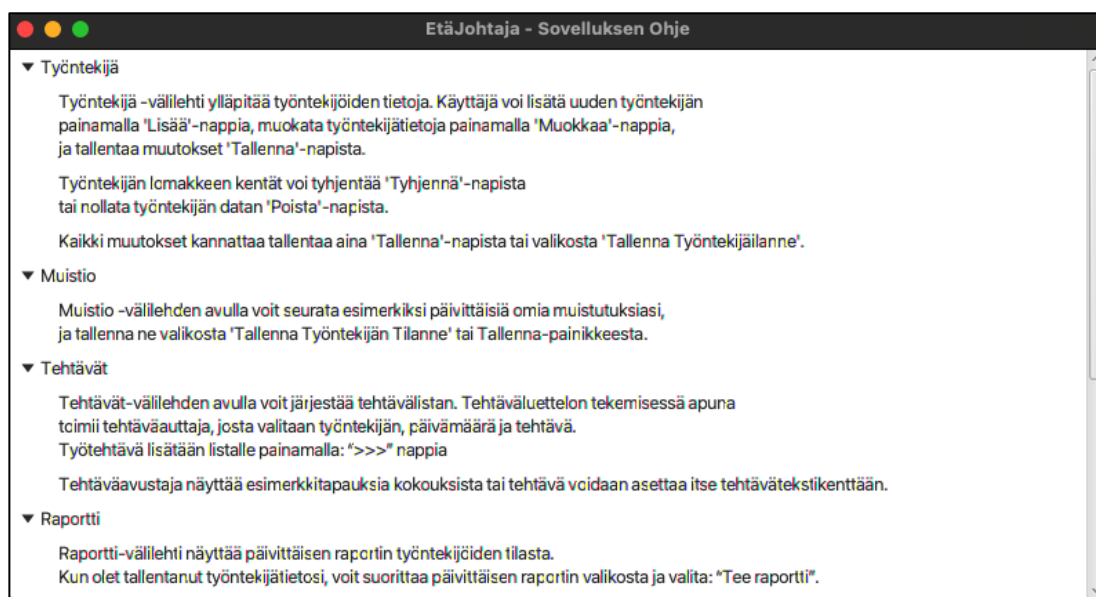 EtäJohtaja - Sovelluksen Ohje
▼ Työntekijä
Työntekijä -välilehti ylläpitää työntekijöiden tietoja. Käyttäjä voi lisätä uuden työntekijän
painamalla 'Lisää'-nappia, muokata työntekijätietoja painamalla 'Muokkaa'-nappia,
ja tallentaa muutokset 'Tallenna'-napista.
Työntekijän lomakkeen kentät voi tyhjentää 'Tyhjennä'-napista
tai nollata työntekijän datan 'Poista'-napista.
Kaikki muutokset kannattaa tallentaa aina 'Tallenna'-napista tai valikosta 'Tallenna Työntekijäilanne'.
▼ Muistio
Muistio -välilehden avulla voit seurata esimerkiksi päivittäisiä omia muistutuksiasi,
ja tallenna ne valikosta 'Tallenna Työntekijän Tilanne' tai Tallenna-painikkeesta.
▼ Tehtävät
Tehtävät-välilehden avulla voit järjestää tehtävälistan. Tehtäväluettelon tekemisessä apuna
toimii tehtäväauttaja, josta valitaan työntekijän, päivämäärä ja tehtävä.
Työtehtävä lisätään listalle painamalla: “>>>” nappia
Tehtäväavustaja näyttää esimerkkitapauksia kokouksista tai tehtävä voidaan asettaa itse tehtävätekstikenttään.
▼ Raportti
Raportti-välilehti näyttää päivittäisen raportin työntekijöiden tilasta.
Kun olet tallentanut työntekijätietosi, voit suorittaa päivittäisen raportin valikosta ja valita: “Tee raportti”.